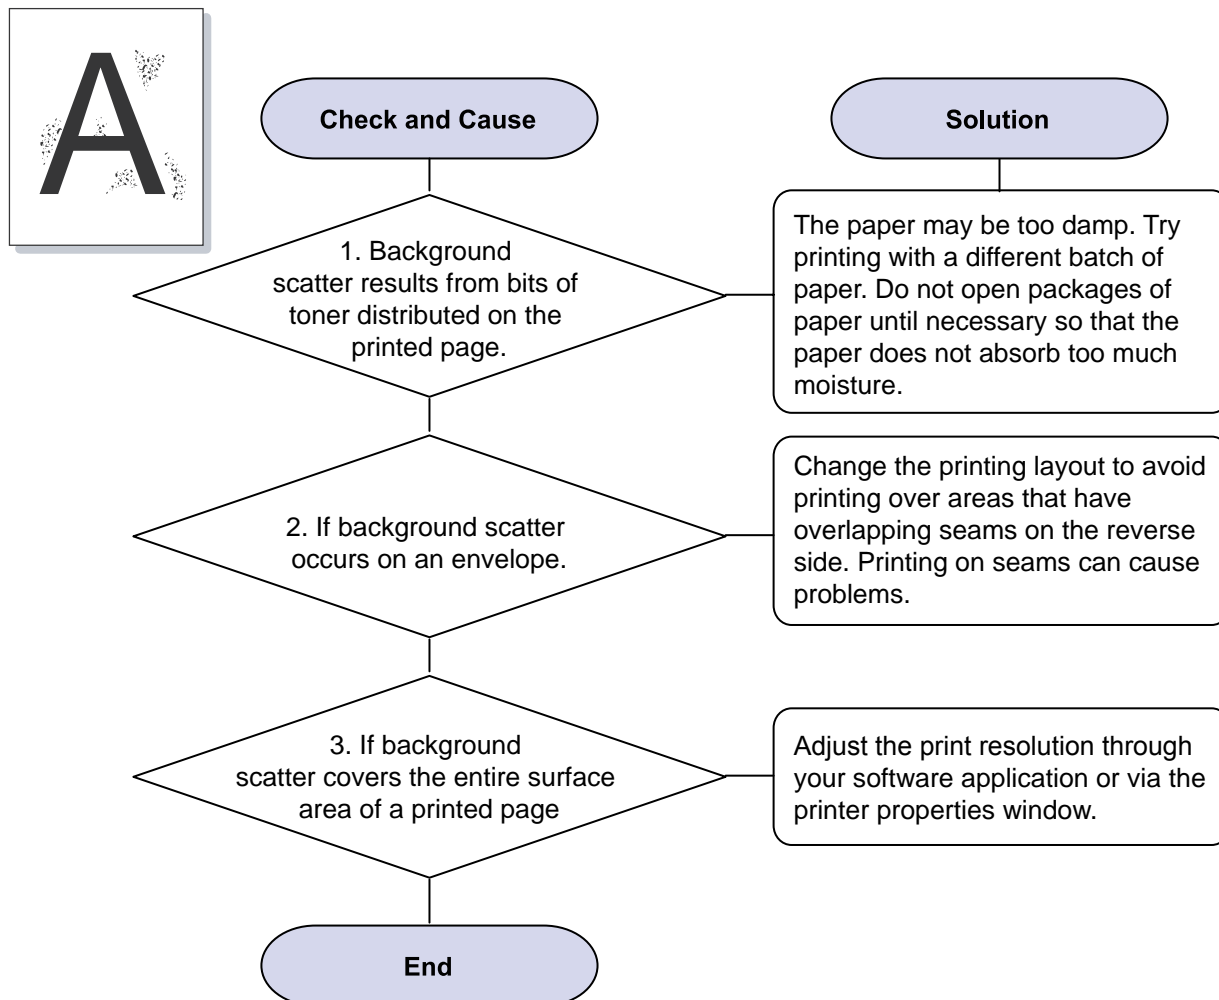 A
Check and Cause
Solution
1. Background
scatter results from bits of
toner distributed on the
printed page.
The paper may be too damp. Try
printing with a different batch of
paper. Do not open packages of
paper until necessary so that the
paper does not absorb too much
moisture.
2. If background scatter
occurs on an envelope.
Change the printing layout to avoid
printing over areas that have
overlapping seams on the reverse
side. Printing on seams can cause
problems.
3. If background
scatter covers the entire surface
area of a printed page
Adjust the print resolution through
your software application or via the
printer properties window.
End